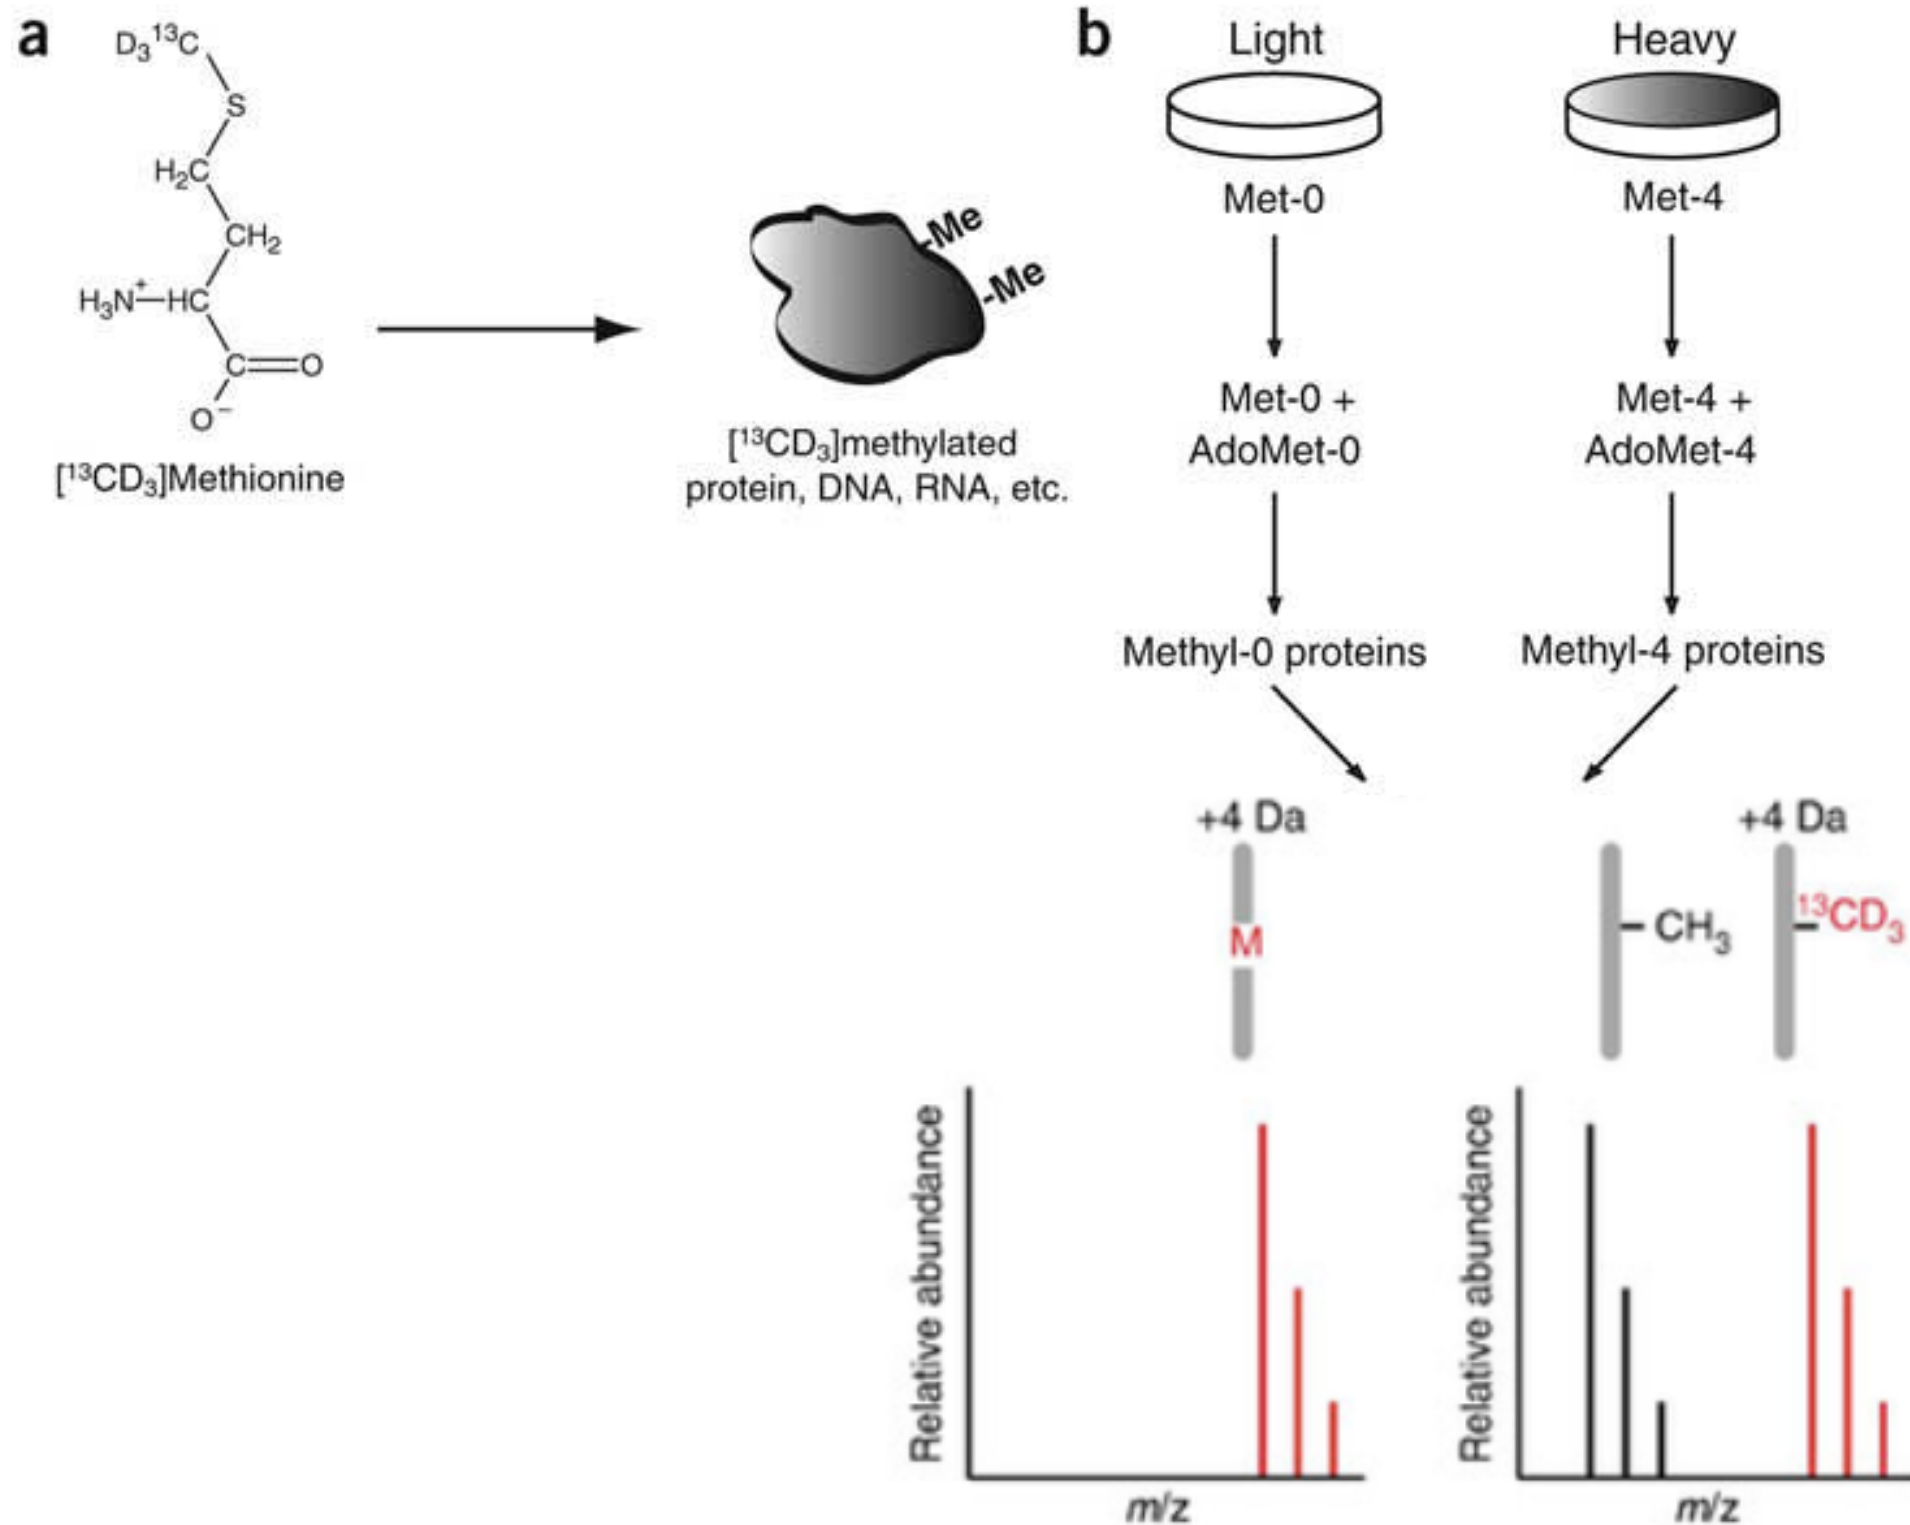 a
D₃¹³C
S
H₂C
CH₂
H₃N⁺—HC
C=O
O⁻
[¹³CD₃]Methionine
-Me
-Me
[¹³CD₃]methylated
protein, DNA, RNA, etc.
b
Light
Heavy
Met-0
Met-4
Met-0 +
AdoMet-0
Met-4 +
AdoMet-4
Methyl-0 proteins
Methyl-4 proteins
+4 Da
M
CH₃
+4 Da
¹³CD₃
Relative abundance
m/z
Relative abundance
m/z